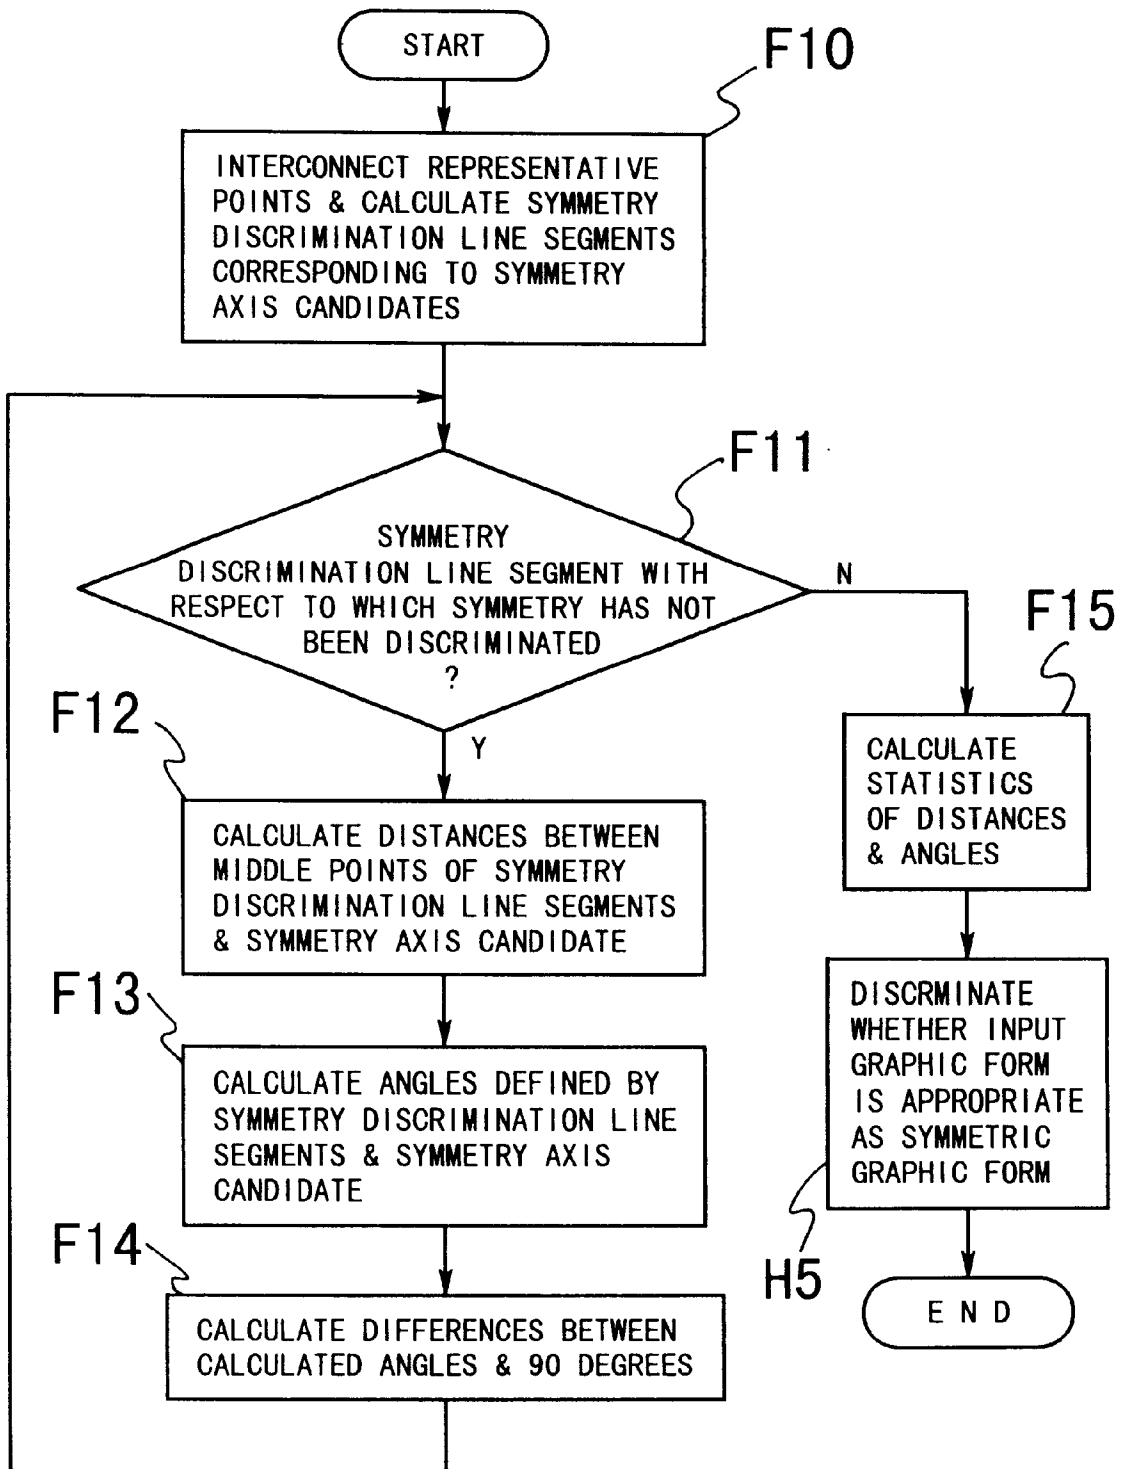 START
F10
INTERCONNECT REPRESENTATIVE
POINTS & CALCULATE SYMMETRY
DISCRIMINATION LINE SEGMENTS
CORRESPONDING TO SYMMETRY
AXIS CANDIDATES
F11
SYMMETRY
DISCRIMINATION LINE SEGMENT WITH
RESPECT TO WHICH SYMMETRY HAS NOT
BEEN DISCRIMINATED
?
N
Y
F12
CALCULATE DISTANCES BETWEEN
MIDDLE POINTS OF SYMMETRY
DISCRIMINATION LINE SEGMENTS
& SYMMETRY AXIS CANDIDATE
F13
CALCULATE ANGLES DEFINED BY
SYMMETRY DISCRIMINATION LINE
SEGMENTS & SYMMETRY AXIS
CANDIDATE
F14
CALCULATE DIFFERENCES BETWEEN
CALCULATED ANGLES & 90 DEGREES
F15
CALCULATE
STATISTICS
OF DISTANCES
& ANGLES
DISCRMINATE
WHETHER INPUT
GRAPHIC FORM
IS APPROPRIATE
AS SYMMETRIC
GRAPHIC FORM
H5
END